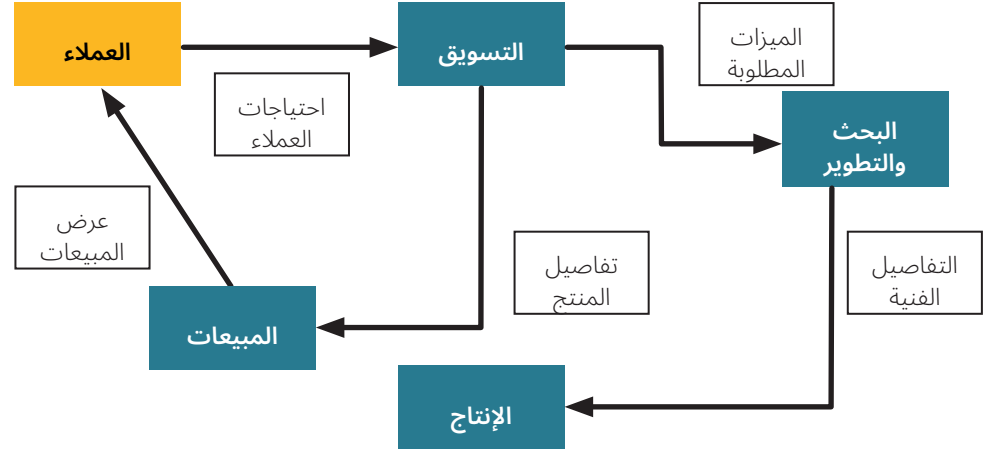 العملاء
التسويق
الميزات
المطلوبة
احتياجات
العملاء
البحث
والتطوير
عرض
المبيعات
تفاصيل
المنتج
التفاصيل
الفنية
المبيعات
الإنتاج